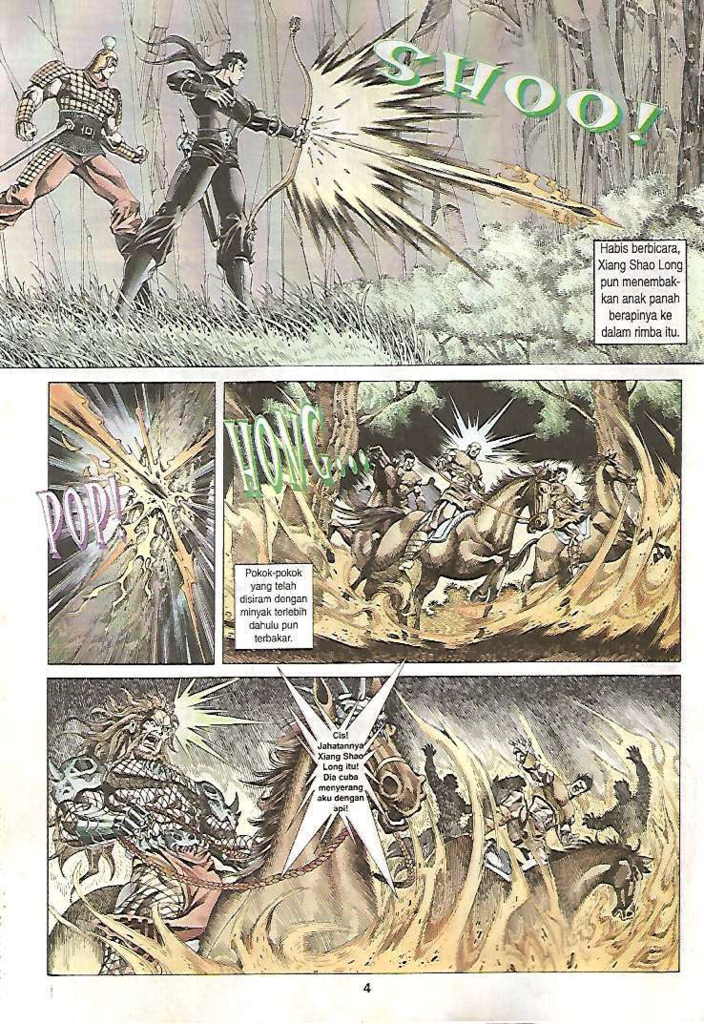 SHOO!
Habis berbicara,
Xiang Shao Long
pun menembak-
kan anak panah
berapinya ke
dalam rimba itu.
POP!
HONG...
Pokok-pokok
yang telah
disiram dengan
minyak terlebih
dahulu pun
terbakar.
Cis!
Jahatannya
Xiang Shao
Long itu!
Dia cuba
menyerang
aku dengan
api!
4